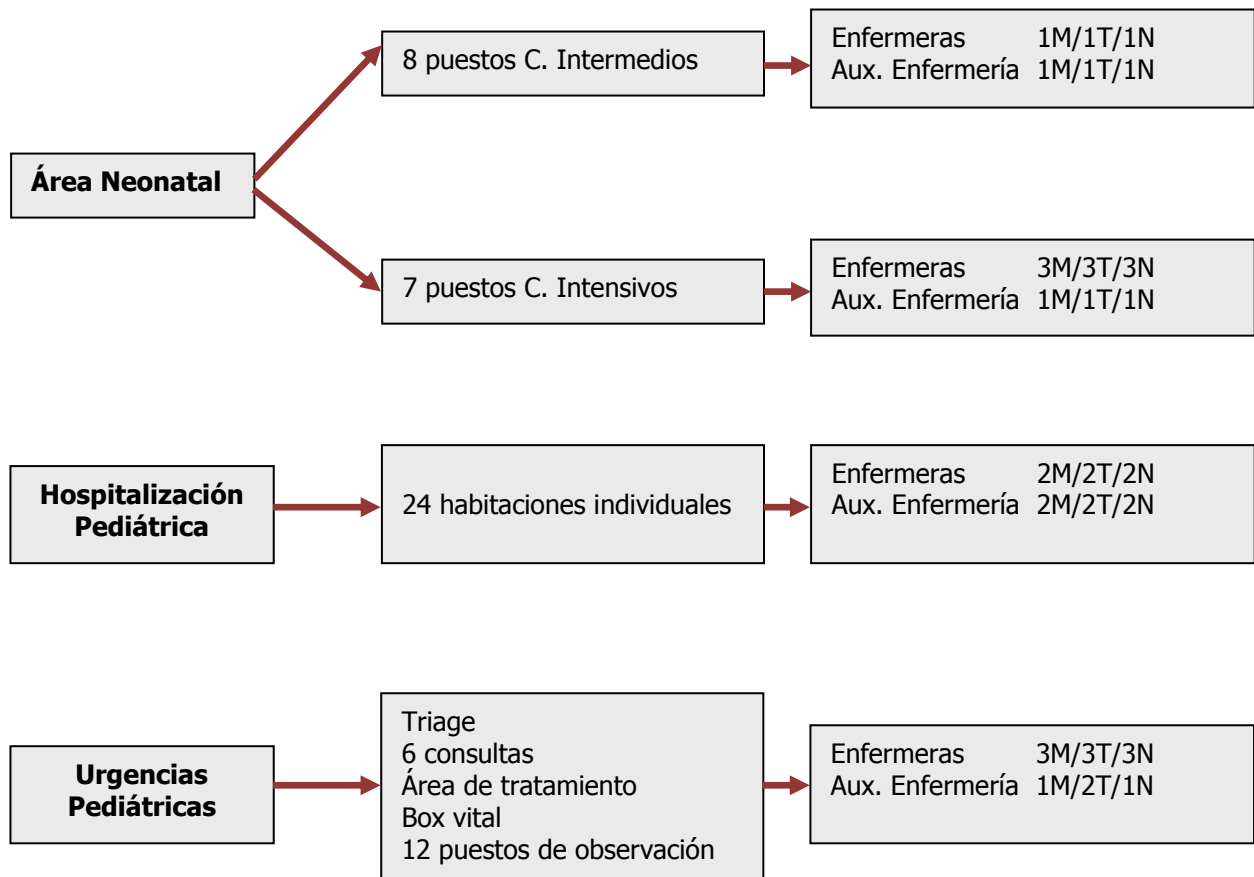 8 puestos C. Intermedios
Enfermeras 1M/1T/1N
Aux. Enfermería 1M/1T/1N
Área Neonatal
7 puestos C. Intensivos
Enfermeras 3M/3T/3N
Aux. Enfermería 1M/1T/1N
Hospitalización
Pediátrica
24 habitaciones individuales
Enfermeras 2M/2T/2N
Aux. Enfermería 2M/2T/2N
Urgencias
Pediátricas
Triage
6 consultas
Área de tratamiento
Box vital
12 puestos de observación
Enfermeras 3M/3T/3N
Aux. Enfermería 1M/2T/1N